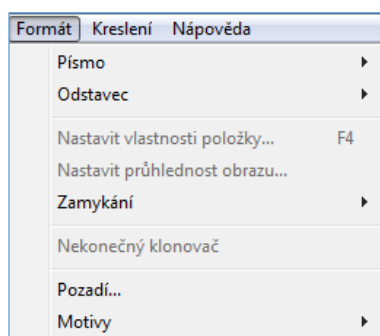 Formát Kreslení Nápověda
Písmo
Odstavec
Nastavit vlastnosti položky... F4
Nastavit průhlednost obrazu...
Zamykání
Nekonečný klonovač
Pozadí...
Motivy